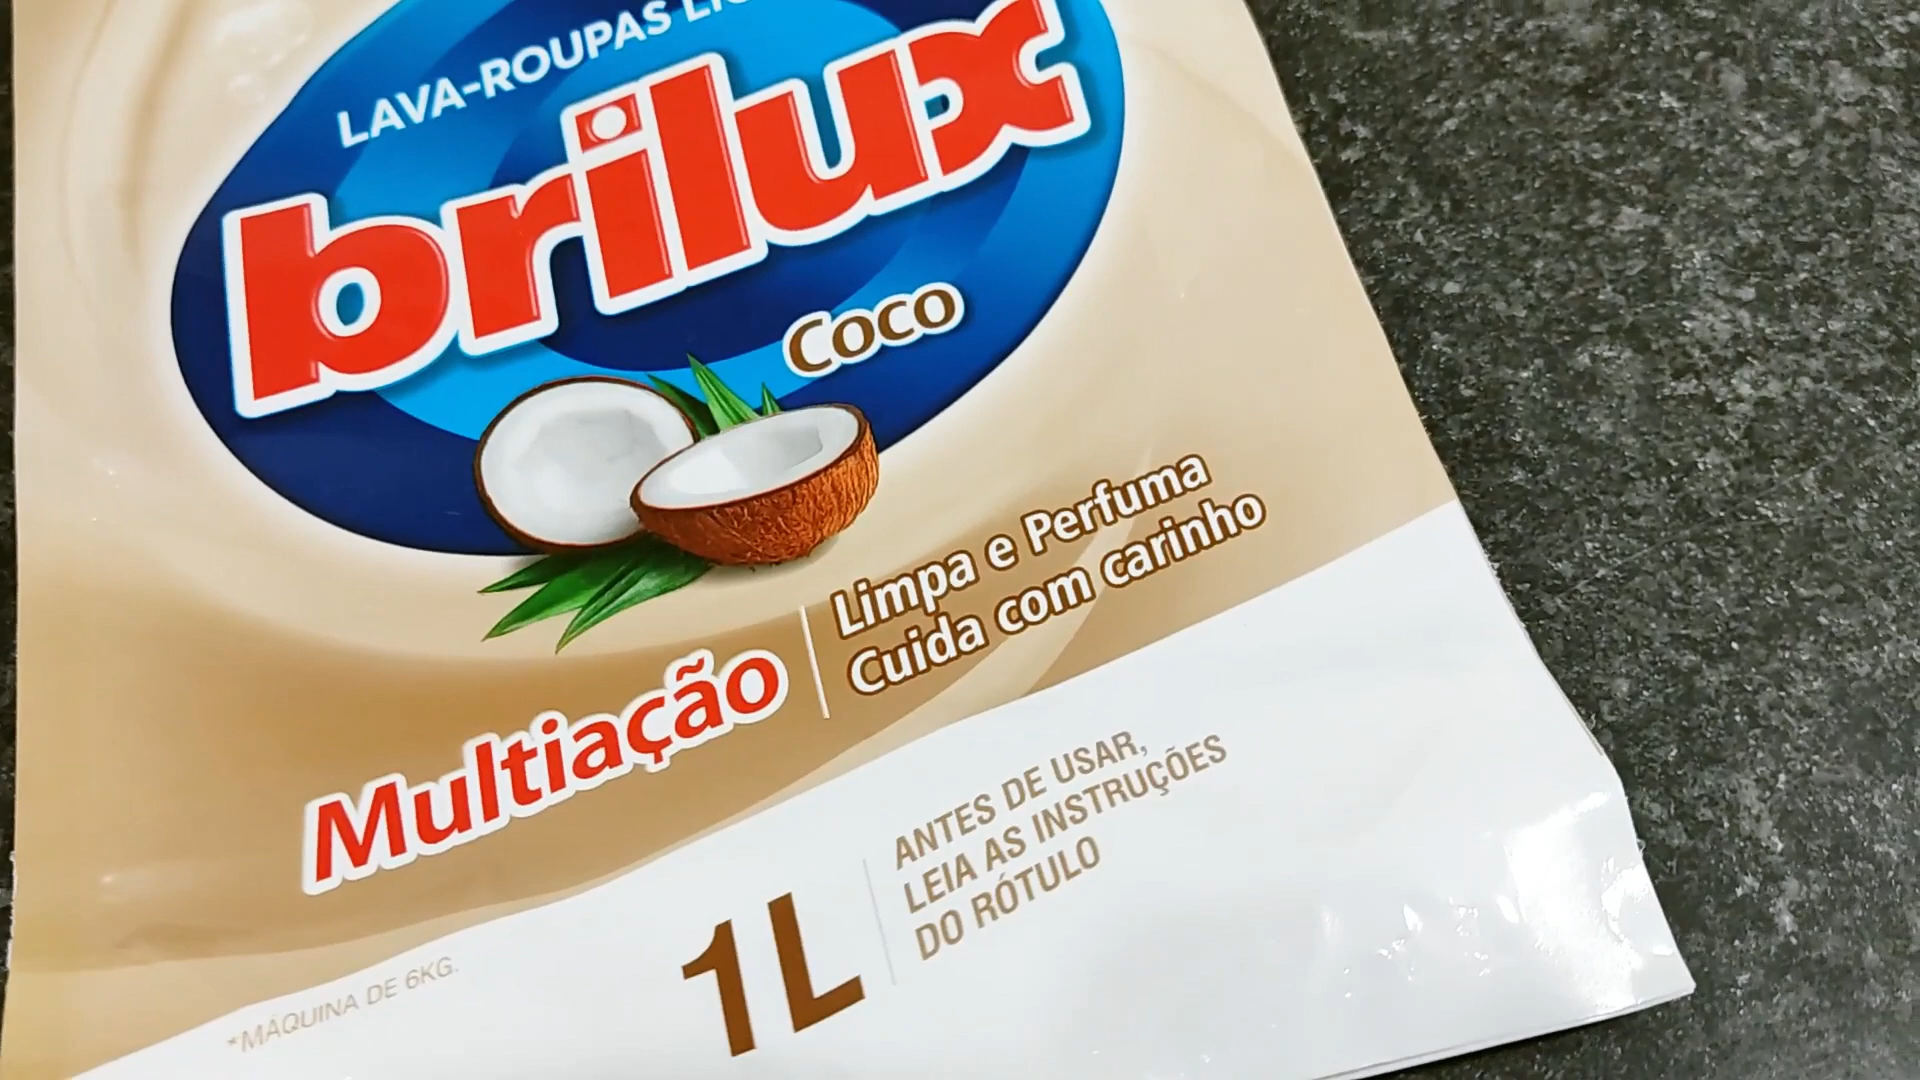 LAVA-ROUPAS
brilux
Coco
Limpa e Perfuma
Cuida com carinho
Multiação
ANTES DE USAR,
LEIA AS INSTRUÇÕES
DO RÓTULO
1L
*MÁQUINA DE 6KG.